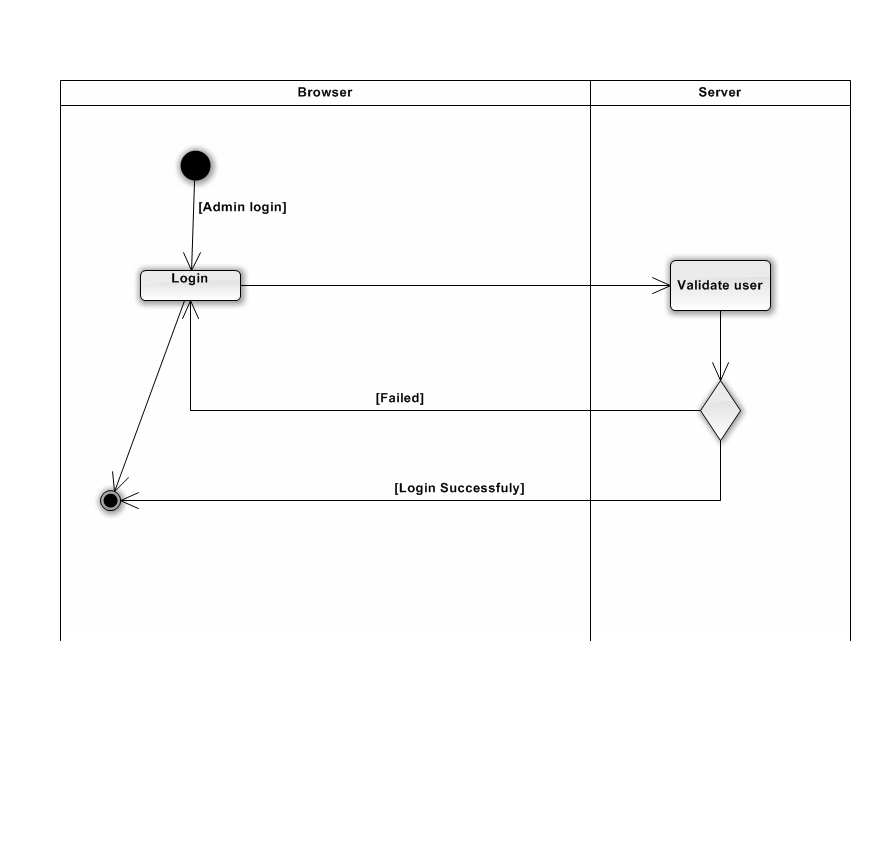 Browser
Server
[Admin login]
Login
Validate user
[Failed]
[Login Successfuly]